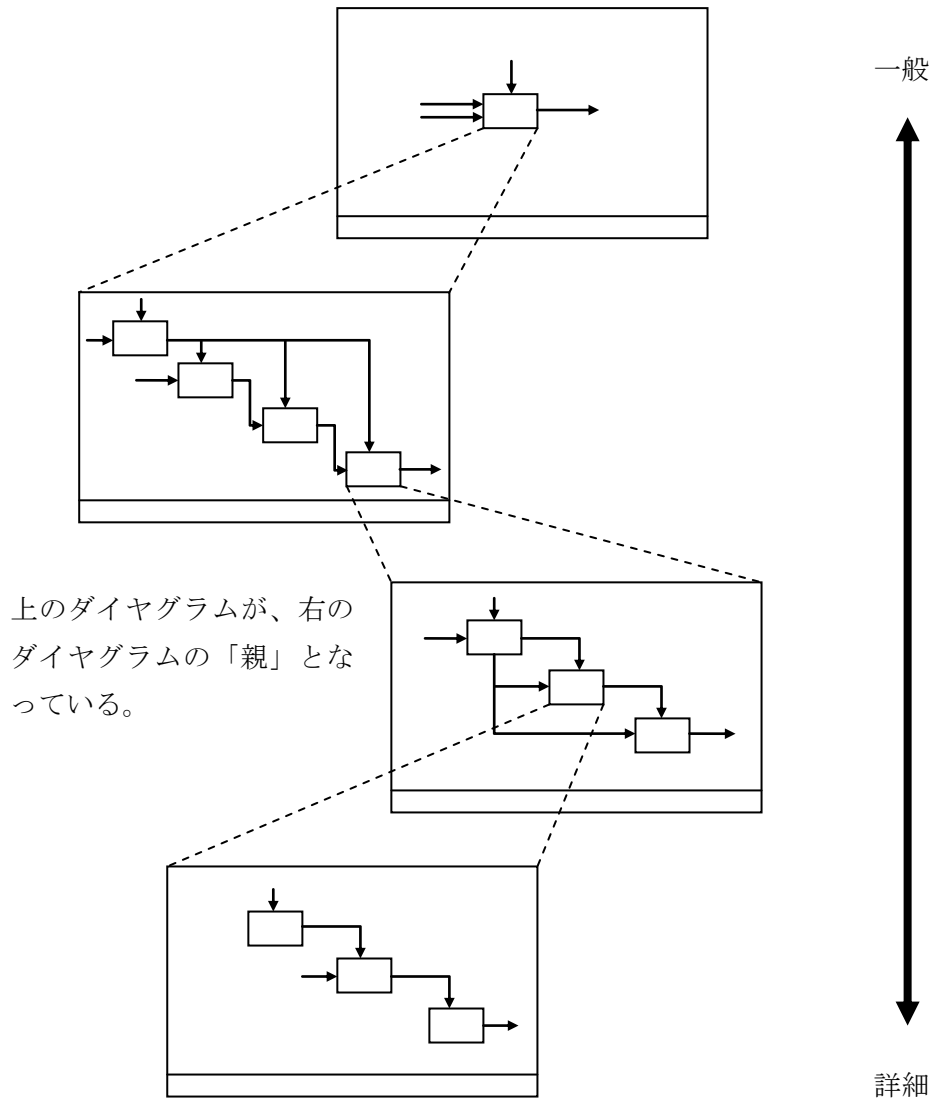 一般
上のダイヤグラムが、右の
ダイヤグラムの「親」とな
っている。
詳細